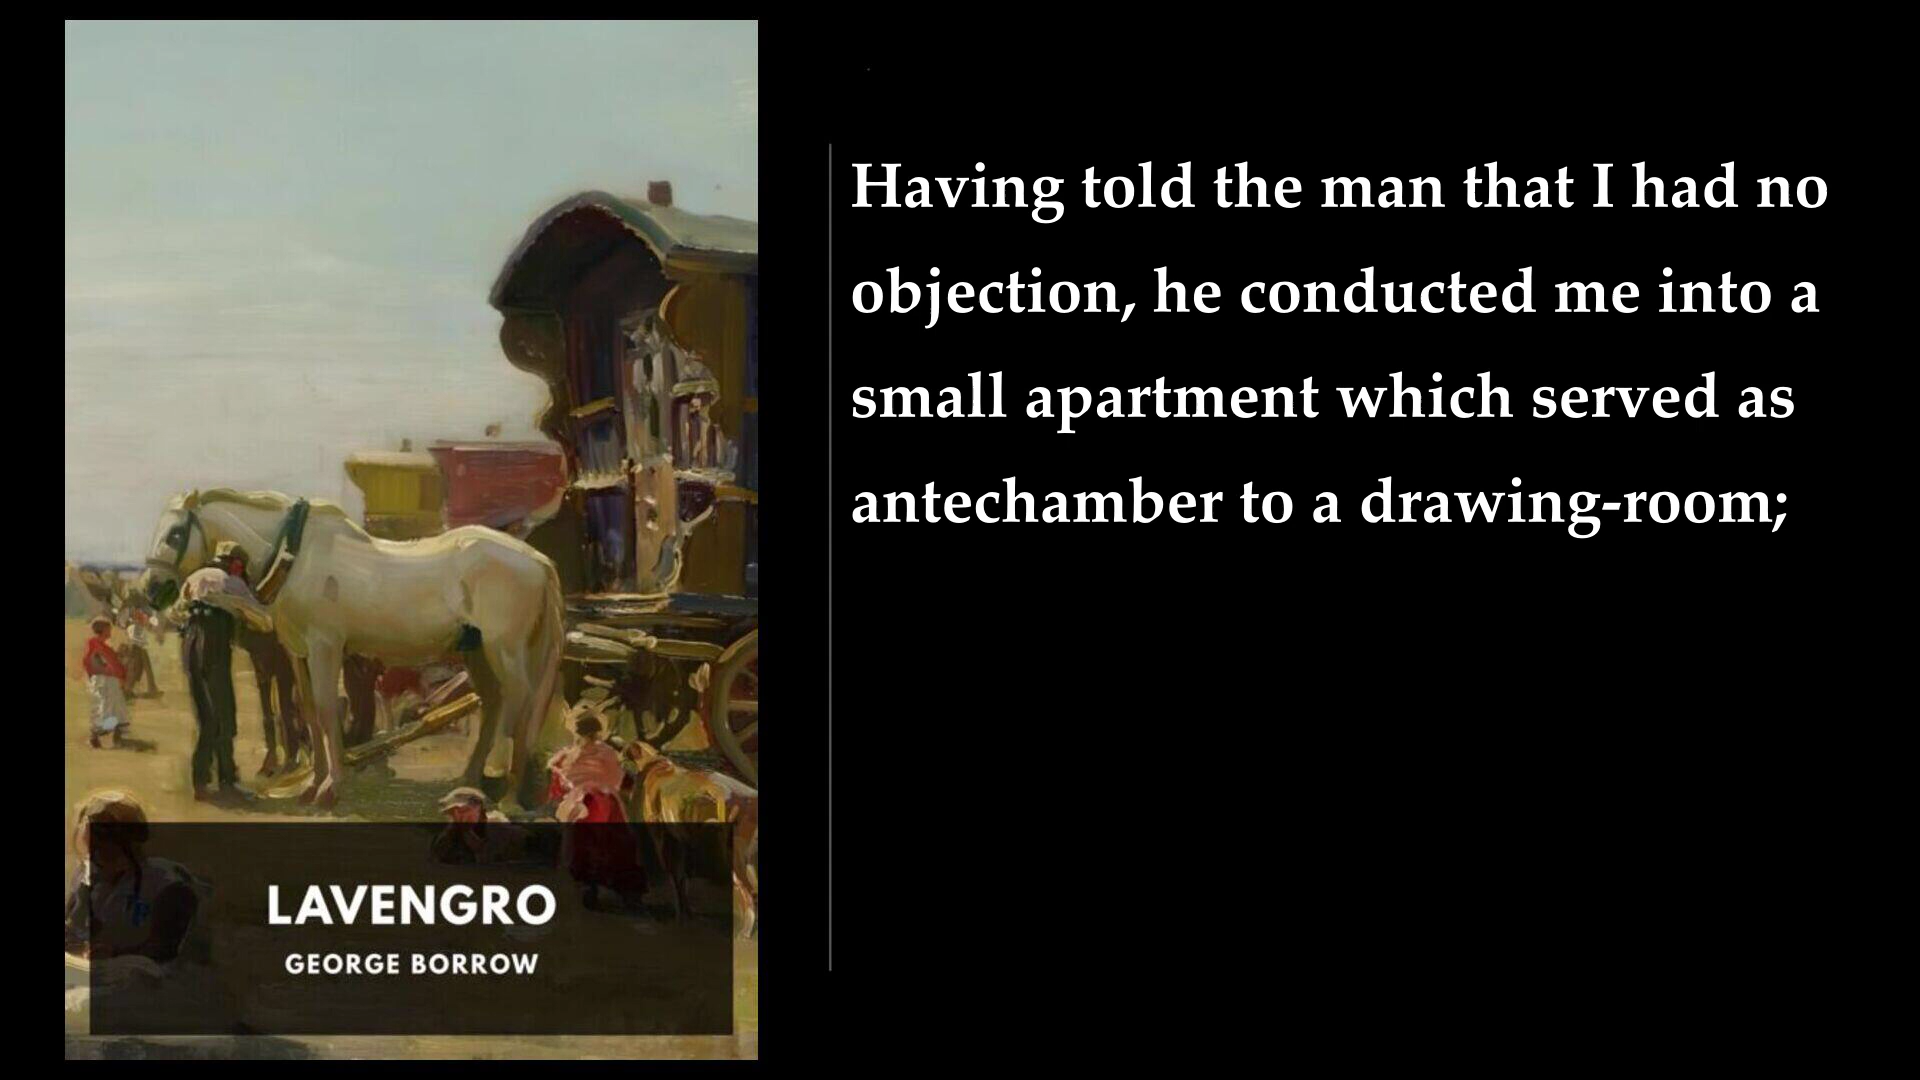 Having told the man that I had no
objection, he conducted me into a
small apartment which served as
antechamber to a drawing-room;
LAVENGRO
GEORGE BORROW